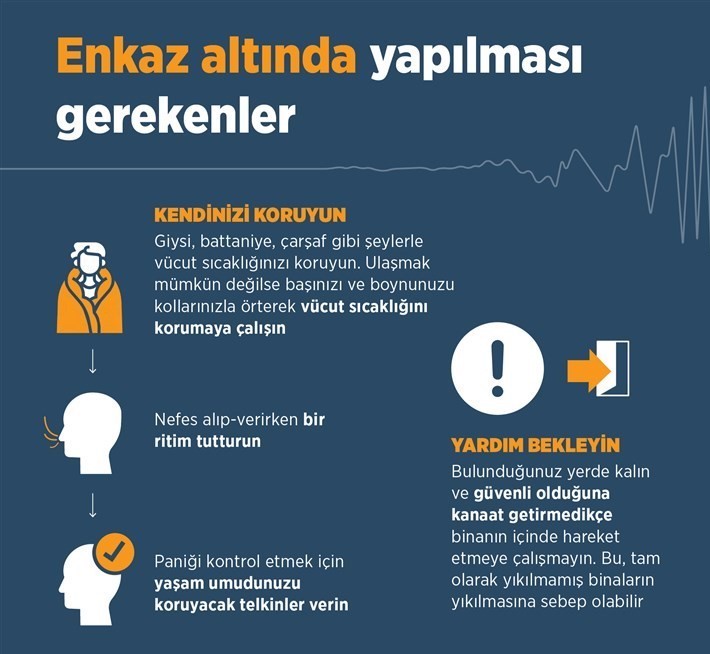 Enkaz altında yapılması
gerekenler
KENDİNİZİ KORUYUN
Giysi, battaniye, çarşaf gibi şeylerle
vücut sıcaklığınızı koruyun. Ulaşmak
mümkün değilse başınızı ve boynunuzu
kollarınızla örterek vücut sıcaklığını
korumaya çalışın
Nefes alıp-verirken bir
ritim tutturun
Paniği kontrol etmek için
yaşam umudunuzu
koruyacak telkinler verin
YARDIM BEKLEYİN
Bulunduğunuz yerde kalın
ve güvenli olduğuna
kanaat getirmedikçe
binanın içinde hareket
etmeye çalışmayın. Bu, tam
olarak yıkılmamış binaların
yıkılmasına sebep olabilir